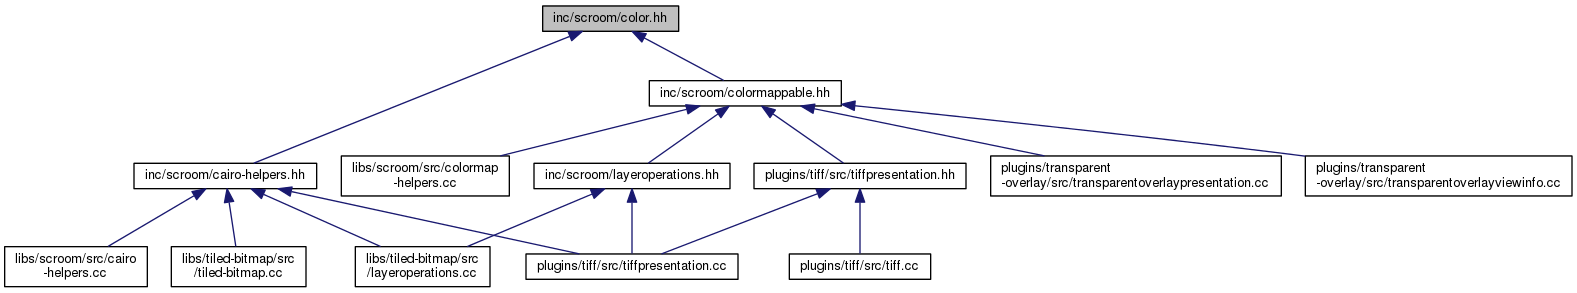 inc/scroom/color.hh
inc/scroom/colormappable.hh
inc/scroom/cairo-helpers.hh
libs/scroom/src/colormap
-helpers.cc
inc/scroom/layeroperations.hh
plugins/tiff/src/tiffpresentation.hh
plugins/transparent
-overlay/src/transparentoverlaypresentation.cc
plugins/transparent
-overlay/src/transparentoverlayviewinfo.cc
libs/scroom/src/cairo
-helpers.cc
libs/tiled-bitmap/src
/tiled-bitmap.cc
libs/tiled-bitmap/src
/layeroperations.cc
plugins/tiff/src/tiffpresentation.cc
plugins/tiff/src/tiff.cc